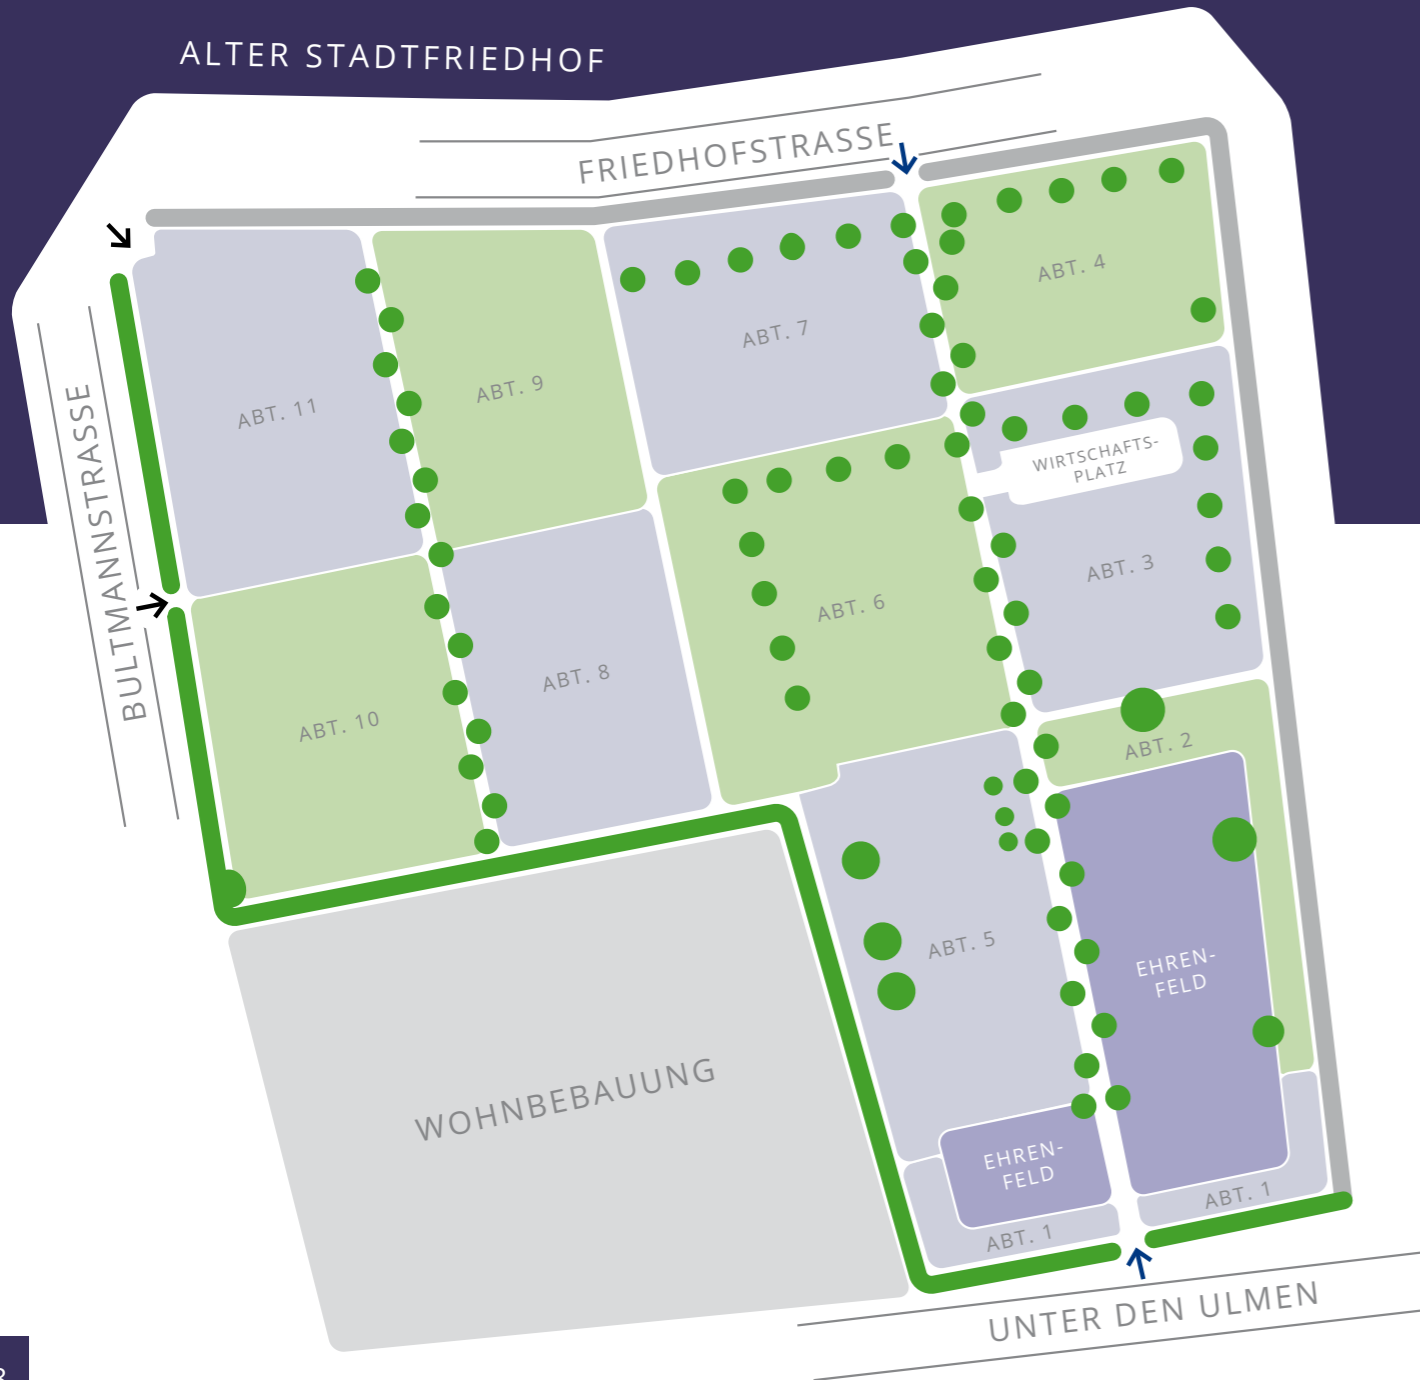 ALTER STADTFRIEDHOF
FRIEDHOFSTRASSE
BULTMANNSTRASSE
ABT. 11
ABT. 9
ABT. 7
ABT. 4
WIRTSCHAFTS-
PLATZ
ABT. 3
ABT. 6
ABT. 8
ABT. 10
ABT. 2
ABT. 5
EHREN-
FELD
WOHNBEBAUUNG
EHREN-
FELD
ABT. 1
ABT. 1
UNTER DEN ULMEN